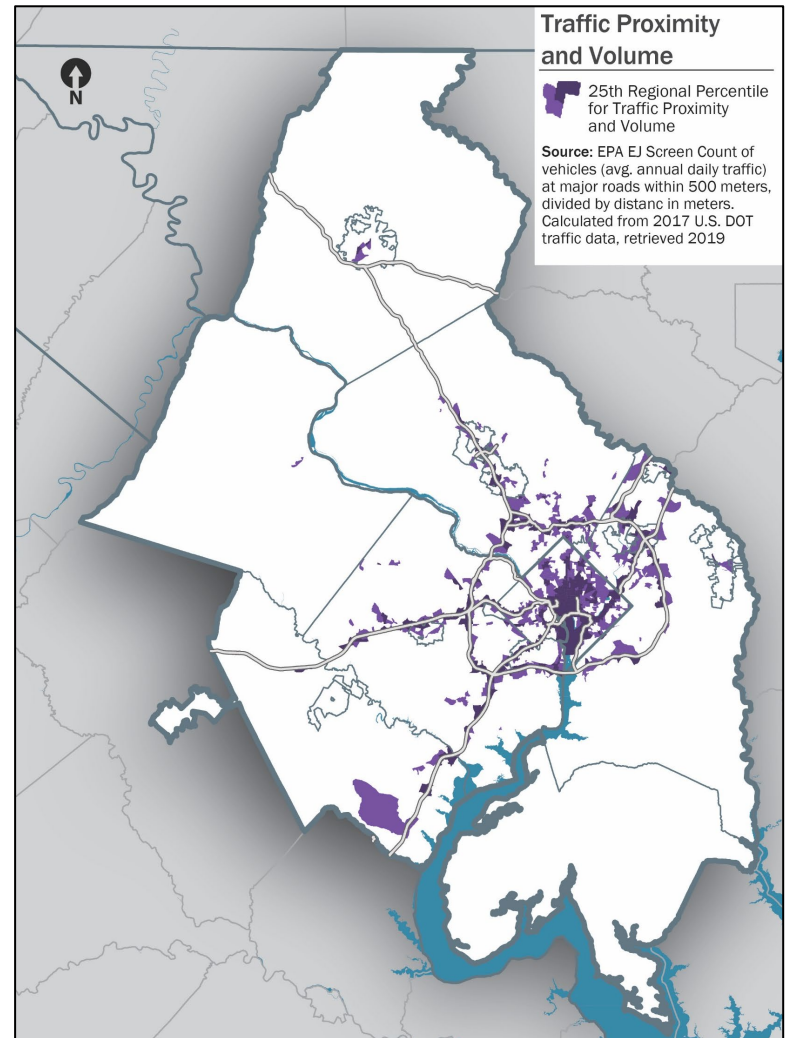 Traffic Proximity
and Volume
25th Regional Percentile
for Traffic Proximity
and Volume
Source: EPA EJ Screen Count of
vehicles (avg. annual daily traffic)
at major roads within 500 meters,
divided by distanc in meters.
Calculated from 2017 U.S. DOT
traffic data, retrieved 2019
N